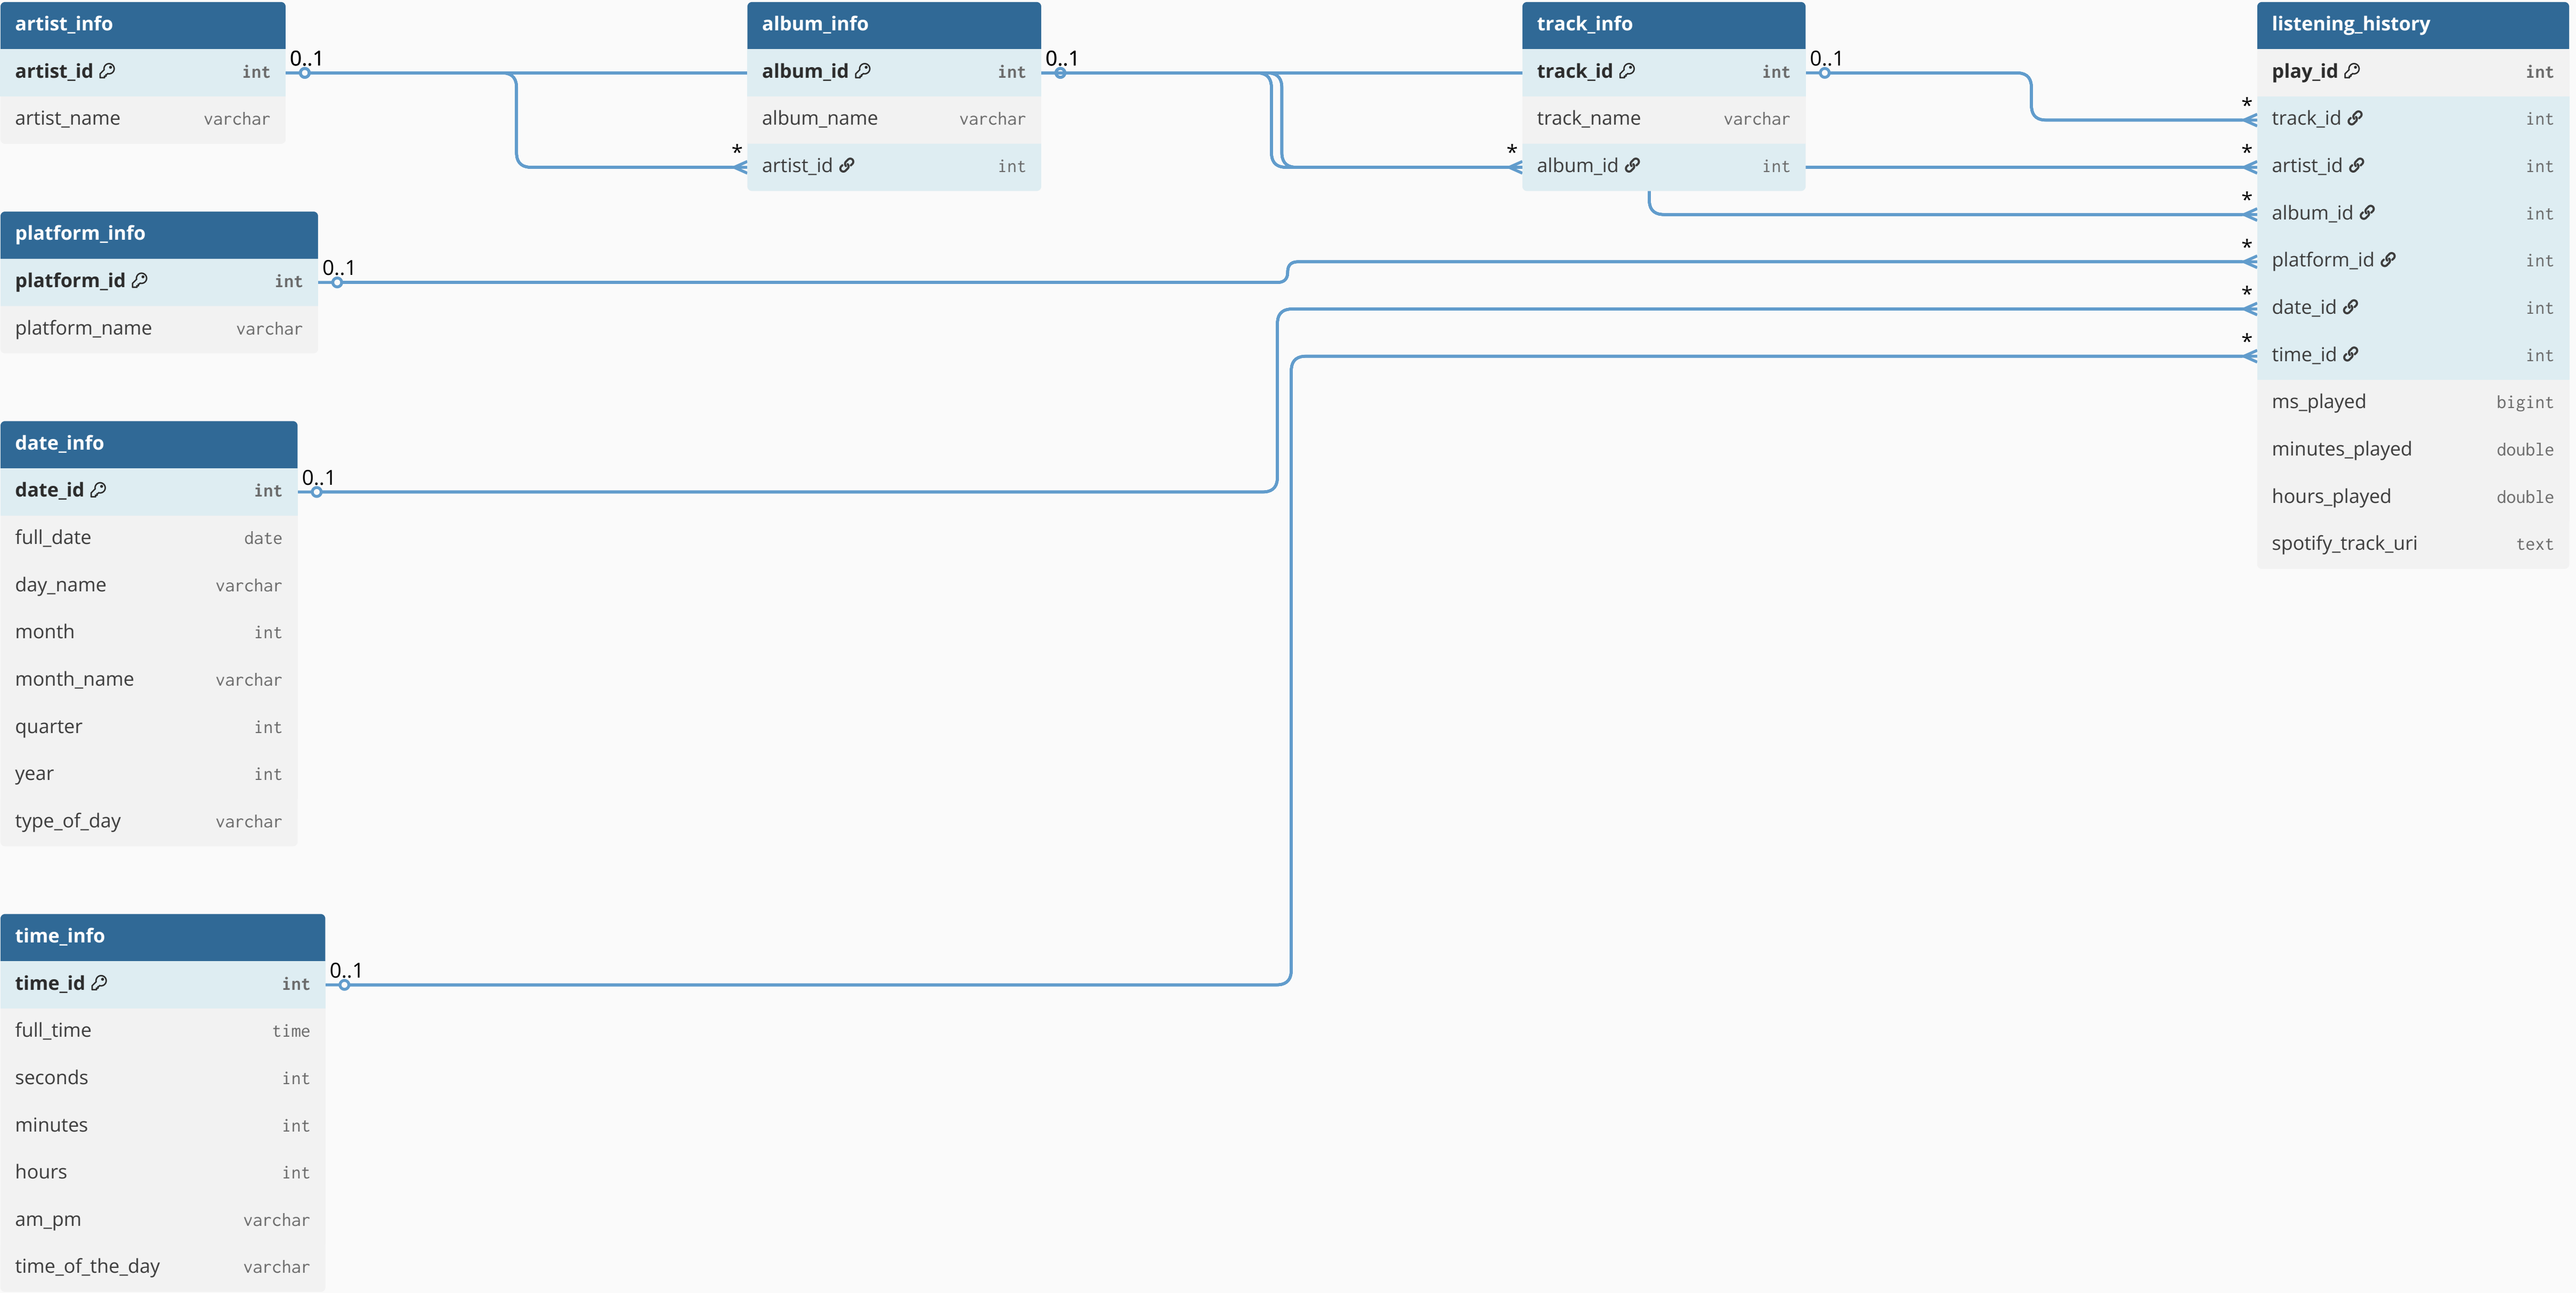 artist_info
artist_id int
artist_name varchar
0..1
album_info
album_id int
album_name varchar
* artist_id int
0..1
track_info
track_id int
track_name varchar
* album_id int
0..1
listening_history
play_id int
* track_id int
* artist_id int
* album_id int
* platform_id int
* date_id int
* time_id int
ms_played bigint
minutes_played double
hours_played double
spotify_track_uri text
platform_info
platform_id int
0..1
platform_name varchar
date_info
date_id int
0..1
full_date date
day_name varchar
month int
month_name varchar
quarter int
year int
type_of_day varchar
time_info
time_id int
0..1
full_time time
seconds int
minutes int
hours int
am_pm varchar
time_of_the_day varchar